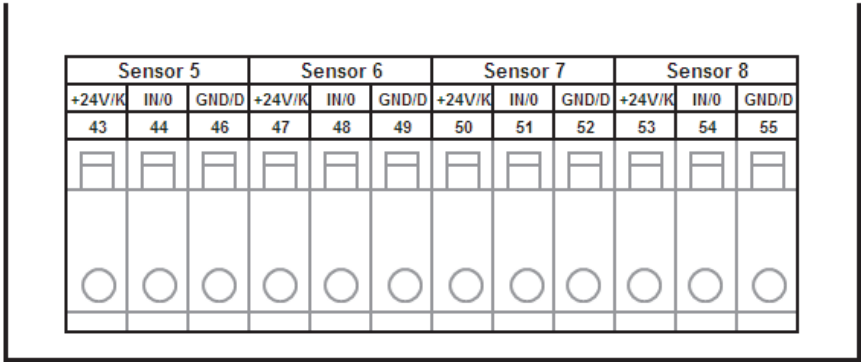 Sensor 5 Sensor 6 Sensor 7 Sensor 8
+24V/K IN/0 GND/D +24V/K IN/0 GND/D +24V/K IN/0 GND/D +24V/K IN/0 GND/D
43 44 46 47 48 49 50 51 52 53 54 55